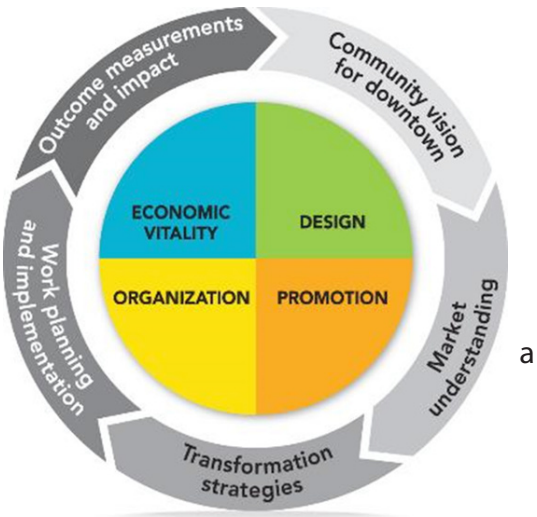 Outcome measurements
and impact
Community vision
for downtown
ECONOMIC
VITALITY
DESIGN
ORGANIZATION
PROMOTION
Work planning
and implementation
Market
understanding
a
Transformation
strategies